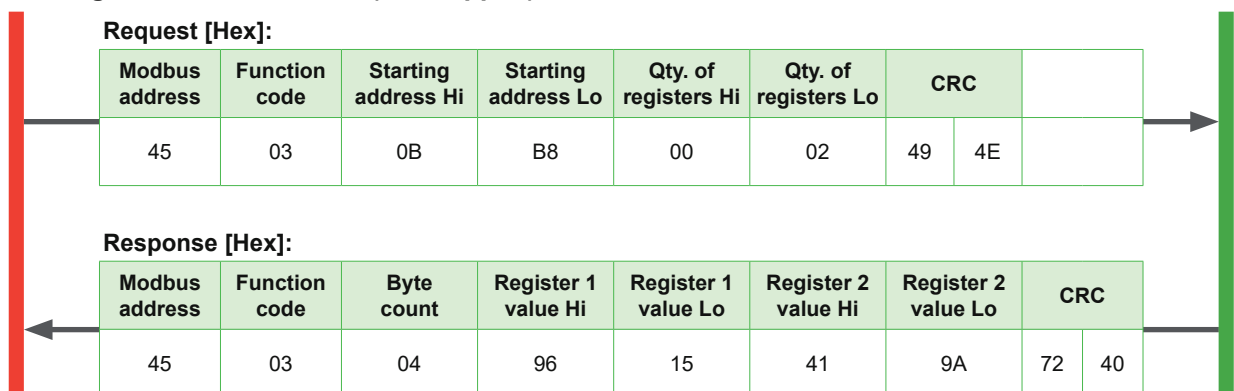 Request [Hex]:
Modbus address Function code Starting address Hi Starting address Lo Qty. of registers Hi Qty. of registers Lo CRC
45 03 0B B8 00 02 49 4E
Response [Hex]:
Modbus address Function code Byte count Register 1 value Hi Register 1 value Lo Register 2 value Hi Register 2 value Lo CRC
45 03 04 96 15 41 9A 72 40